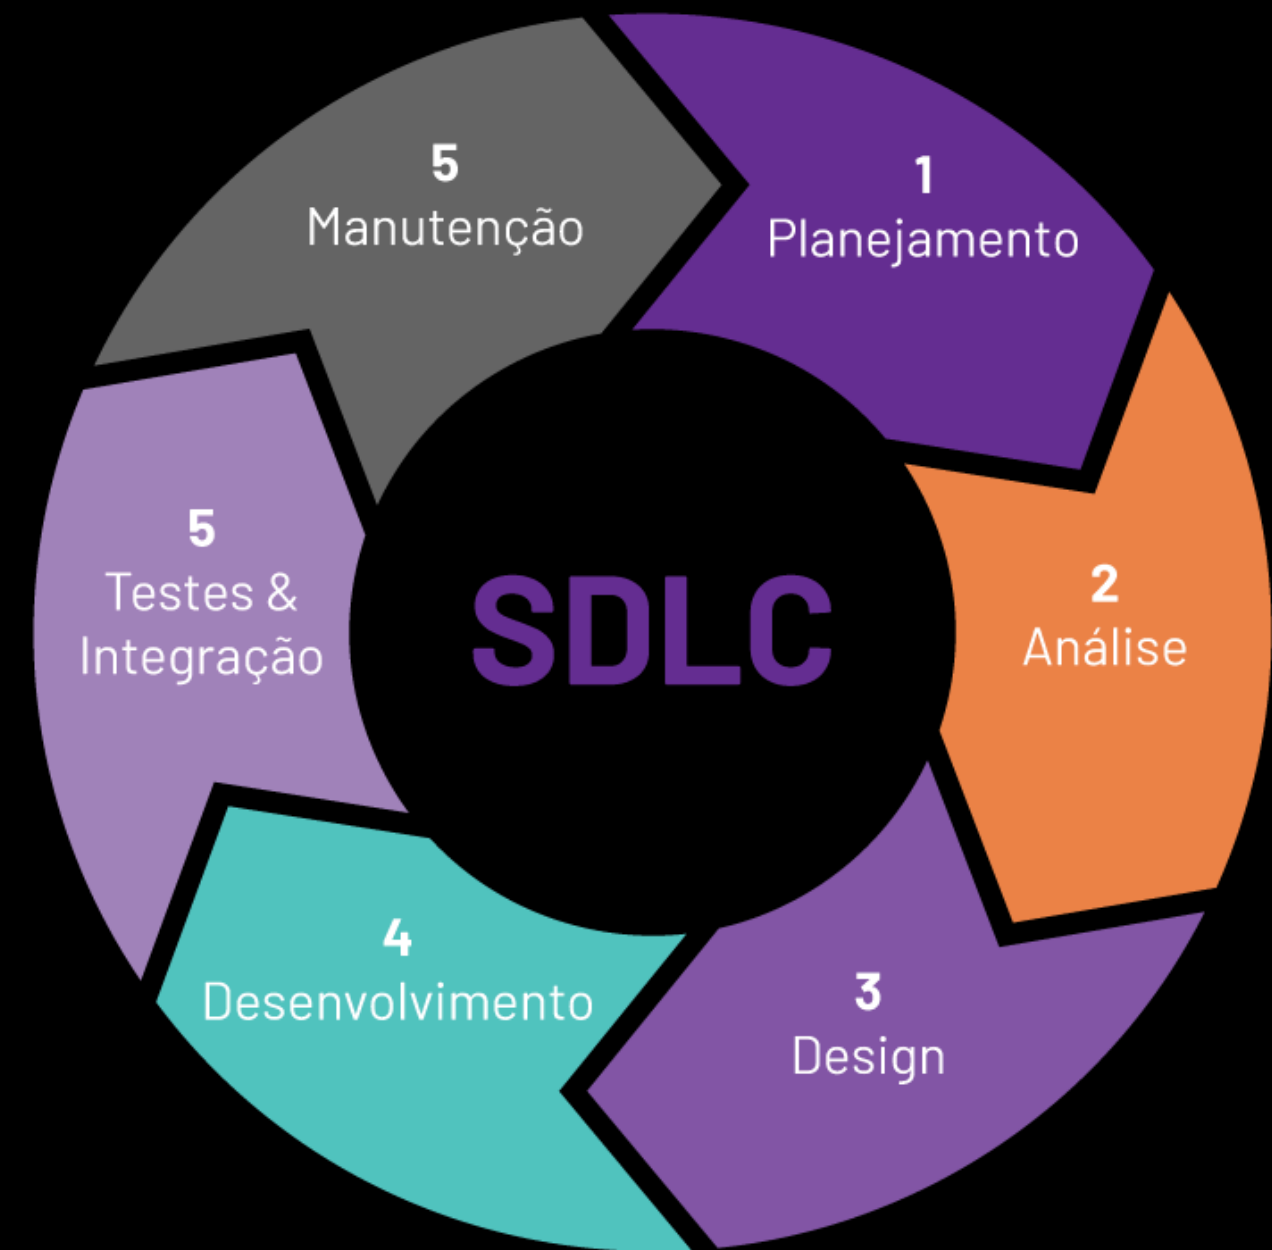 1
Planejamento
2
Análise
3
Design
4
Desenvolvimento
5
Testes &
Integração
5
Manutenção
SDLC